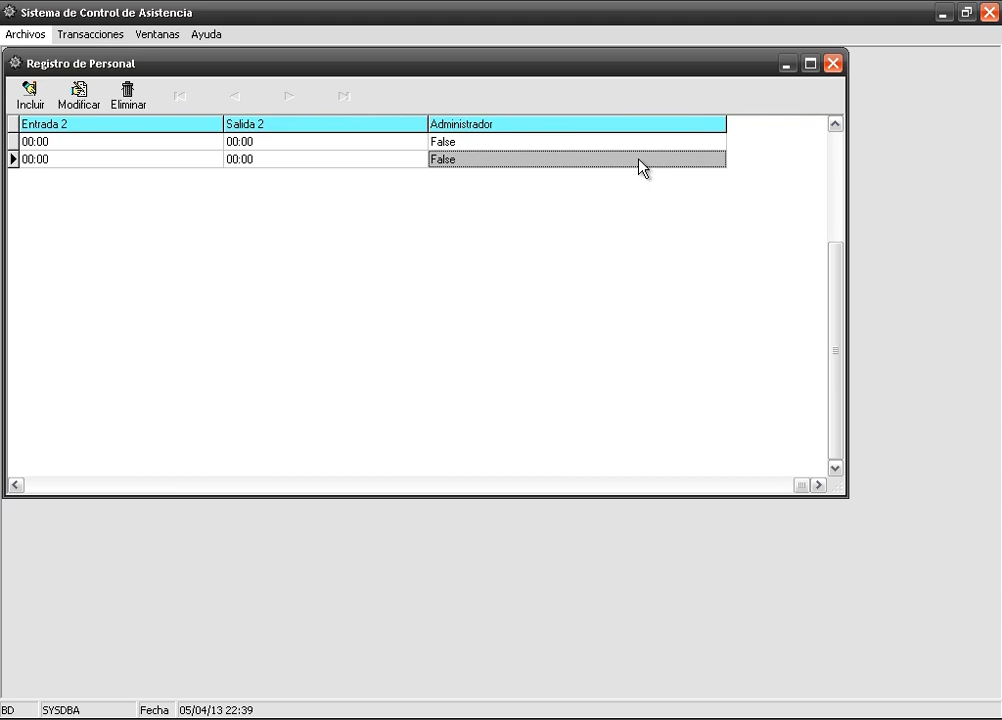 Sistema de Control de Asistencia
Archivos Transacciones Ventanas Ayuda
Registro de Personal
Incluir Modificar Eliminar
Entrada 2 Salida 2 Administrador
00:00 00:00 False
00:00 00:00 False
BD SYSDBA Fecha 05/04/13 22:39